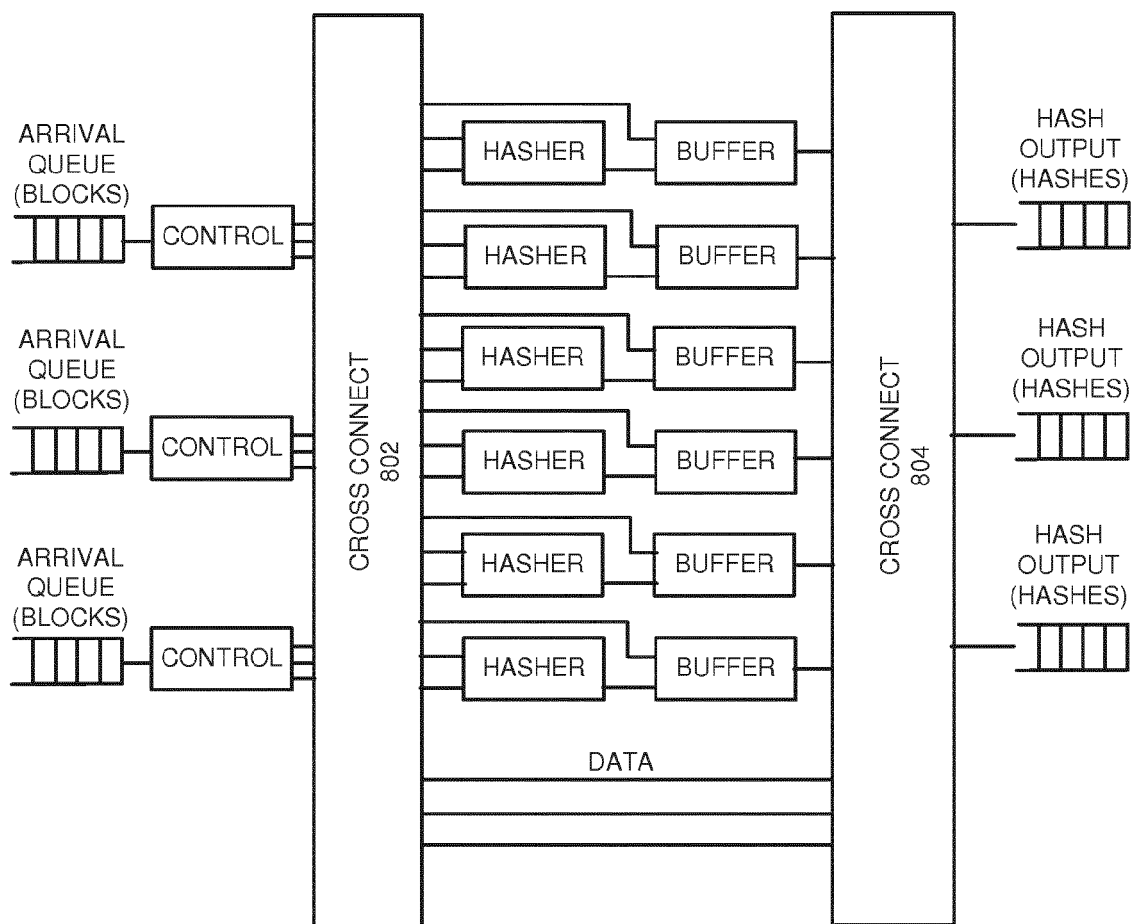 ARRIVAL
QUEUE
(BLOCKS)
CONTROL
ARRIVAL
QUEUE
(BLOCKS)
CONTROL
ARRIVAL
QUEUE
(BLOCKS)
CONTROL
CROSS CONNECT
802
HASHER
BUFFER
HASHER
BUFFER
HASHER
BUFFER
HASHER
BUFFER
HASHER
BUFFER
HASHER
BUFFER
DATA
CROSS CONNECT
804
HASH
OUTPUT
(HASHES)
HASH
OUTPUT
(HASHES)
HASH
OUTPUT
(HASHES)